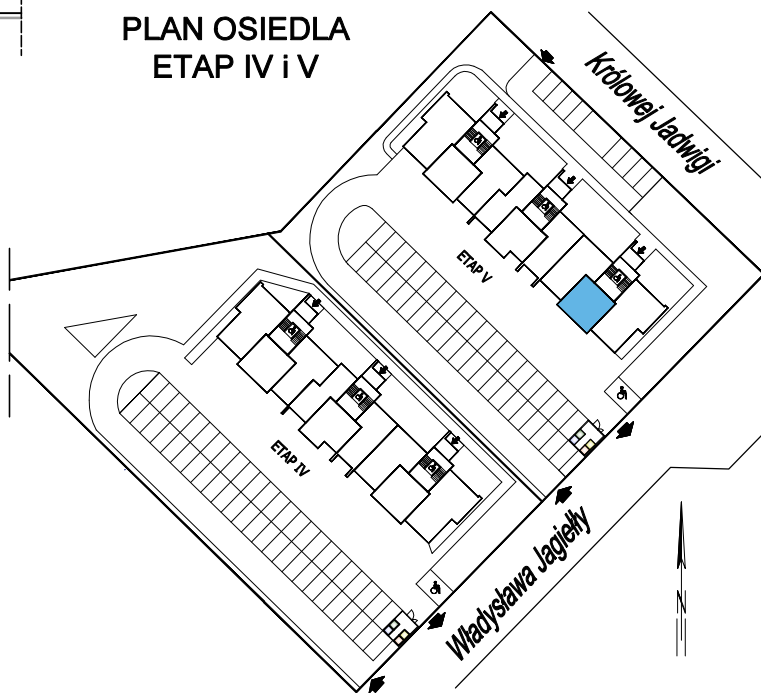 PLAN OSIEDLA
ETAP IV i V
Królowej Jadwigi
ETAP V
ETAP IV
Władysława Jagiełły
N